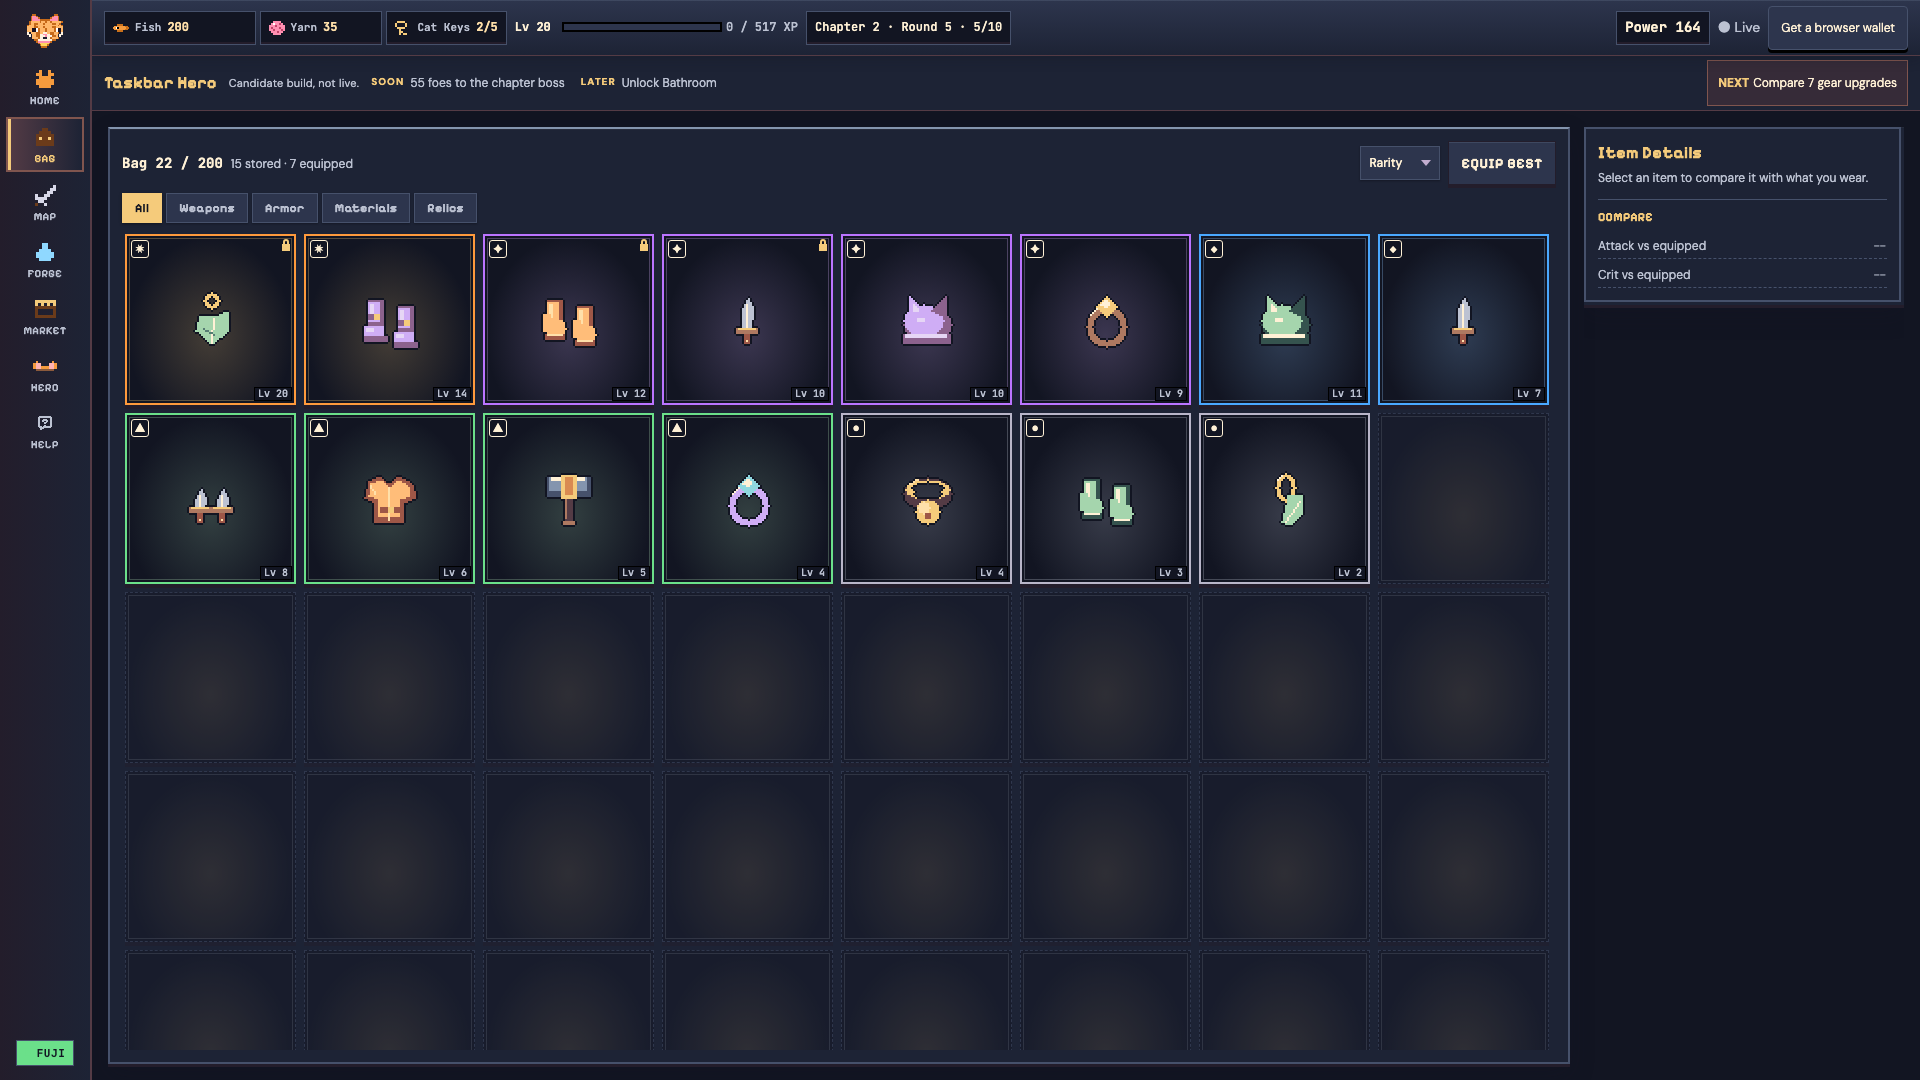 Fish 200
Yarn 35
Cat Keys 2/5
Lv 20
0 / 517 XP
Chapter 2 · Round 5 · 5/10
Power 164
Live
Get a browser wallet
Taskbar Hero
Candidate build, not live.
SOON 55 foes to the chapter boss
LATER Unlock Bathroom
NEXT Compare 7 gear upgrades
HOME
BAG
MAP
FORGE
MARKET
HERO
HELP
FUJI
Bag 22 / 200
15 stored · 7 equipped
Rarity
EQUIP BEST
All
Weapons
Armor
Materials
Relics
Lv 20
Lv 14
Lv 12
Lv 10
Lv 10
Lv 9
Lv 11
Lv 7
Lv 8
Lv 6
Lv 5
Lv 4
Lv 4
Lv 3
Lv 2
Item Details
Select an item to compare it with what you wear.
COMPARE
Attack vs equipped --
Crit vs equipped --